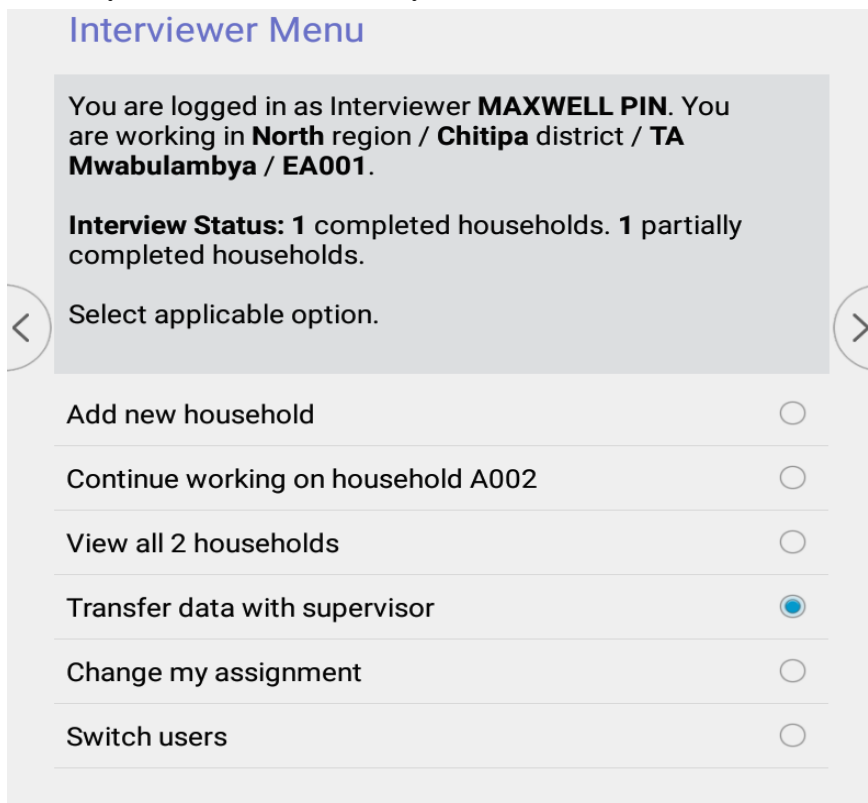 Interviewer Menu
You are logged in as Interviewer MAXWELL PIN. You
are working in North region / Chitipa district / TA
Mwabulambya / EA001.
Interview Status: 1 completed households. 1 partially
completed households.
Select applicable option.
Add new household
Continue working on household A002
View all 2 households
Transfer data with supervisor
Change my assignment
Switch users